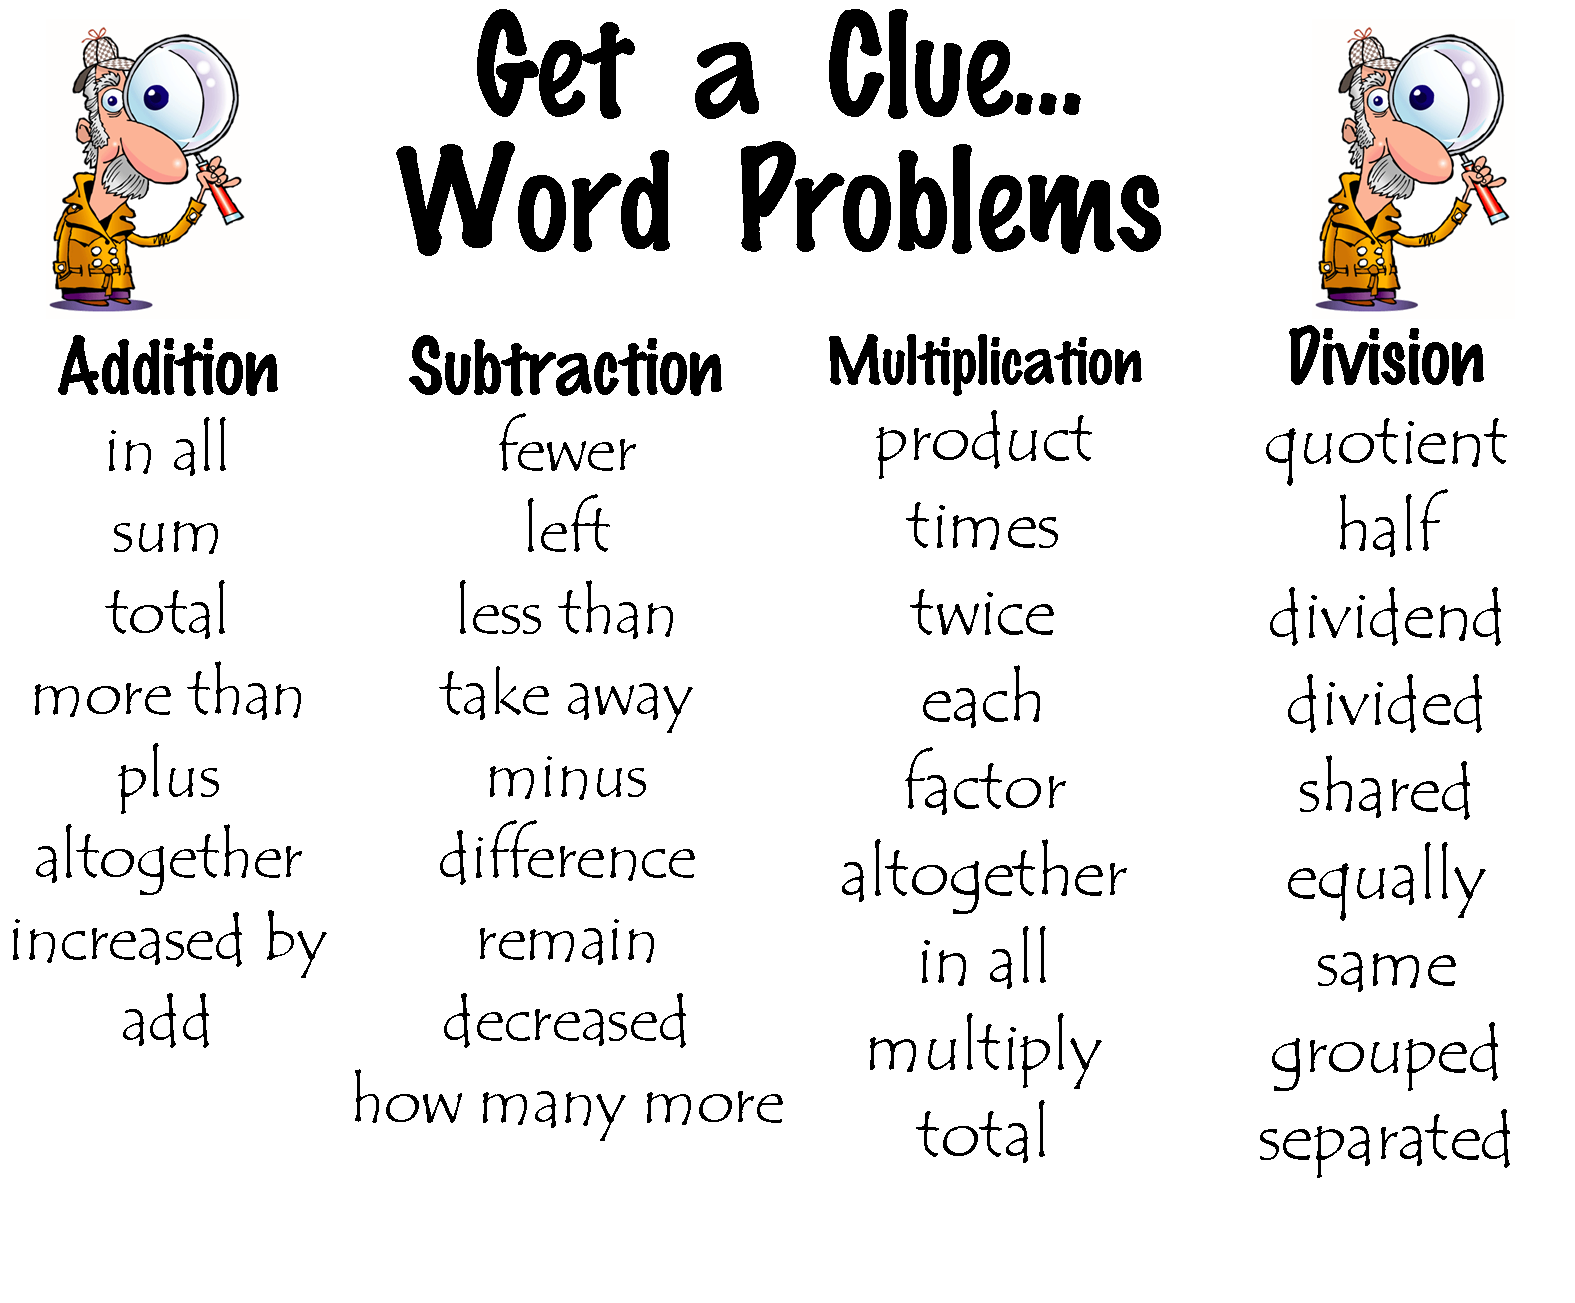 Get a Clue...
Word Problems
Addition
in all
sum
total
more than
plus
altogether
increased by
add
Subtraction
fewer
left
less than
take away
minus
difference
remain
decreased
how many more
Multiplication
product
times
twice
each
factor
altogether
in all
multiply
total
Division
quotient
half
dividend
divided
shared
equally
same
grouped
separated